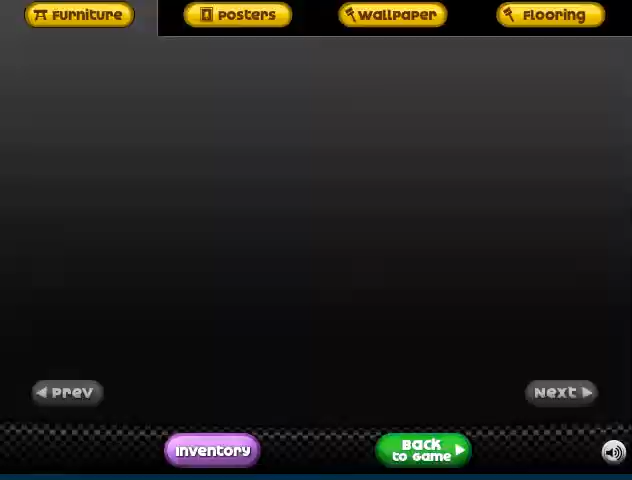 Furniture
Posters
Wallpaper
Flooring
Prev
Next
Inventory
Back
to Game